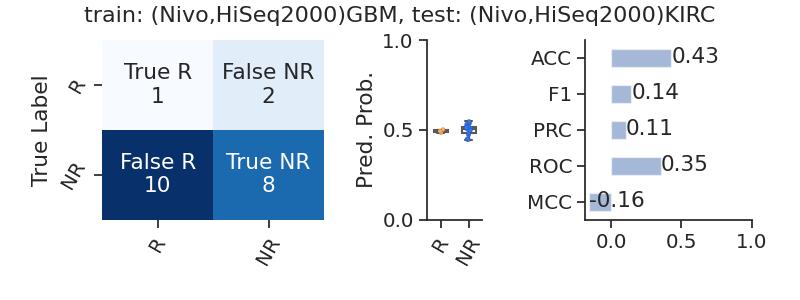 train: (Nivo,HiSeq2000)GBM, test: (Nivo,HiSeq2000)KIRC
True Label
R
NR
True R
1
False NR
2
False R
10
True NR
8
R
NR
Pred. Prob.
1.0
0.5
0.0
R
NR
ACC
0.43
F1
0.14
PRC
0.11
ROC
0.35
MCC
-0.16
0.0
0.5
1.0